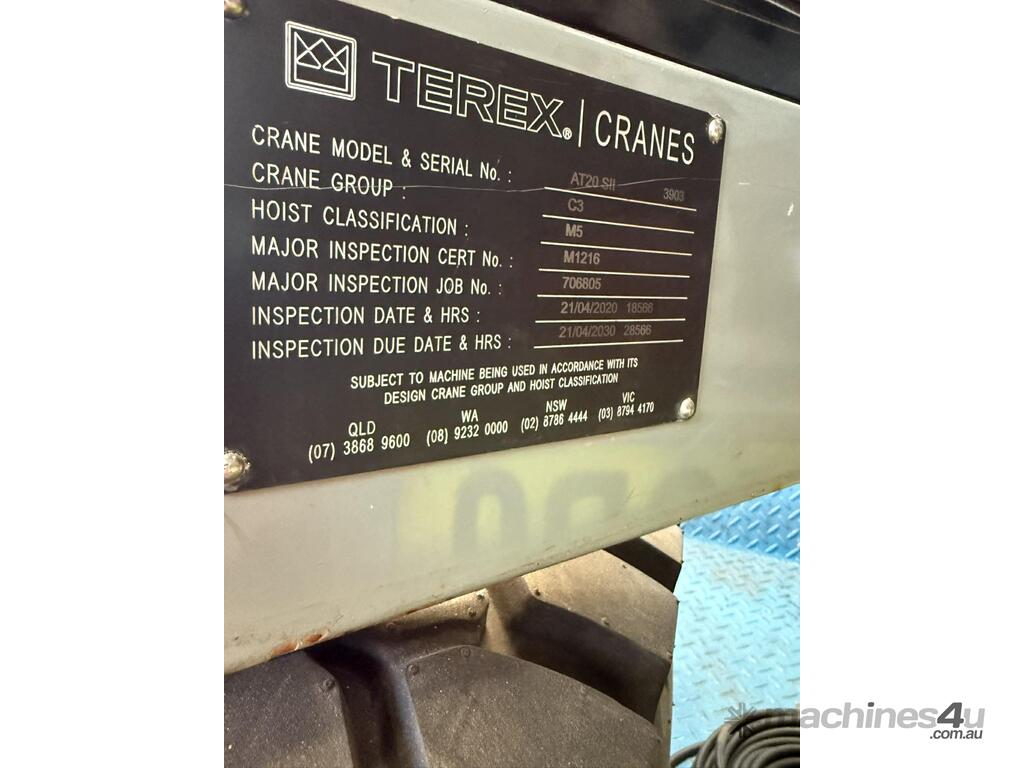 TEREX® | CRANES
CRANE MODEL & SERIAL No. : AT20 SII 3903
CRANE GROUP : C3
HOIST CLASSIFICATION : M5
MAJOR INSPECTION CERT No. : M1216
MAJOR INSPECTION JOB No. : 706805
INSPECTION DATE & HRS : 21/04/2020 18566
INSPECTION DUE DATE & HRS : 21/04/2030 28566
SUBJECT TO MACHINE BEING USED IN ACCORDANCE WITH ITS
DESIGN CRANE GROUP AND HOIST CLASSIFICATION
QLD WA NSW VIC
(07) 3868 9600 (08) 9232 0000 (02) 8786 4444 (03) 8794 4170
machines4u
.com.au